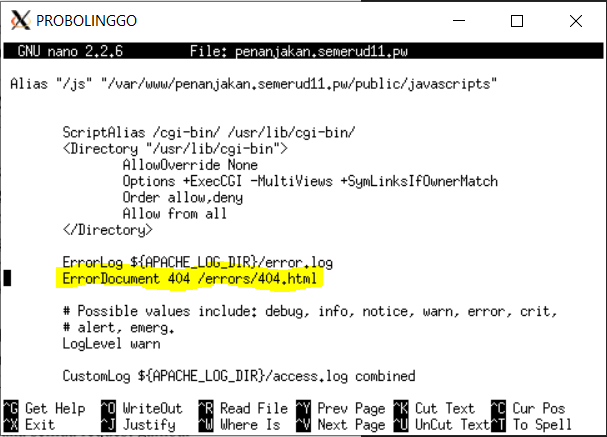 PROBOLINGGO
GNU nano 2.2.6 File: penanjakan.semerud11.pw
Alias "/js" "/var/www/penanjakan.semerud11.pw/public/javascripts"
ScriptAlias /cgi-bin/ /usr/lib/cgi-bin/
<Directory "/usr/lib/cgi-bin">
AllowOverride None
Options +ExecCGI -MultiViews +SymLinksIfOwnerMatch
Order allow,deny
Allow from all
</Directory>
ErrorLog ${APACHE_LOG_DIR}/error.log
ErrorDocument 404 /errors/404.html
# Possible values include: debug, info, notice, warn, error, crit,
# alert, emerg.
LogLevel warn
CustomLog ${APACHE_LOG_DIR}/access.log combined
^G Get Help ^O WriteOut ^R Read File ^Y Prev Page ^K Cut Text ^C Cur Pos
^X Exit ^J Justify ^W Where Is ^V Next Page ^U UnCut Text^T To Spell